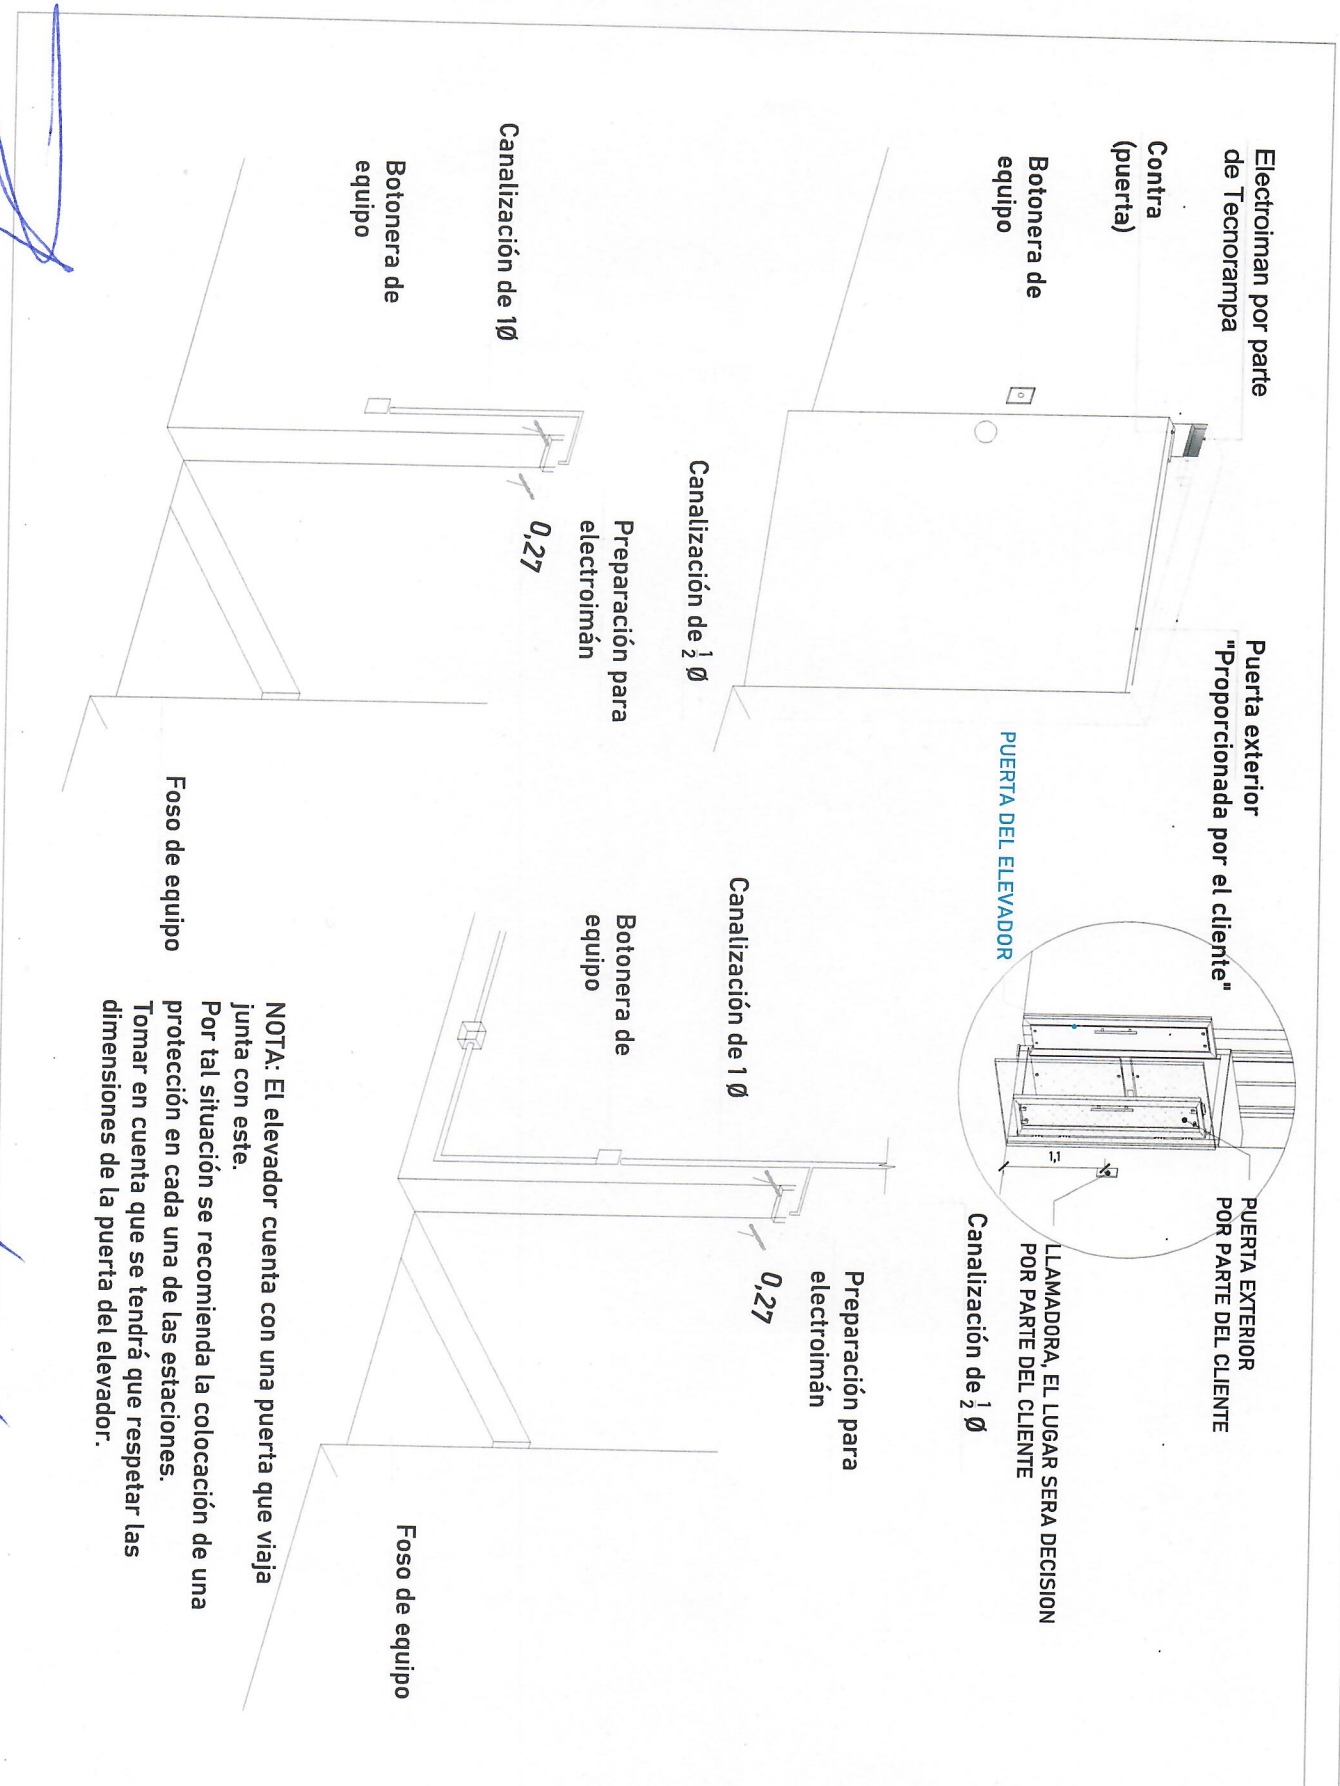 Electroiman por parte
de Tecnorampa
Contra
(puerta)
Botonera de
equipo
Puerta exterior
"Proporcionada por el cliente"
PUERTA DEL ELEVADOR
PUERTA EXTERIOR
POR PARTE DEL CLIENTE
1,1
LLAMADORA, EL LUGAR SERA DECISION
POR PARTE DEL CLIENTE
Canalización de 1Ø
Botonera de
equipo
Canalización de 1/2 Ø
Preparación para
electroimán
0,27
Foso de equipo
Canalización de 1 Ø
Botonera de
equipo
Canalización de 1/2 Ø
Preparación para
electroimán
0,27
Foso de equipo
NOTA: El elevador cuenta con una puerta que viaja
junta con este.
Por tal situación se recomienda la colocación de una
protección en cada una de las estaciones.
Tomar en cuenta que se tendrá que respetar las
dimensiones de la puerta del elevador.